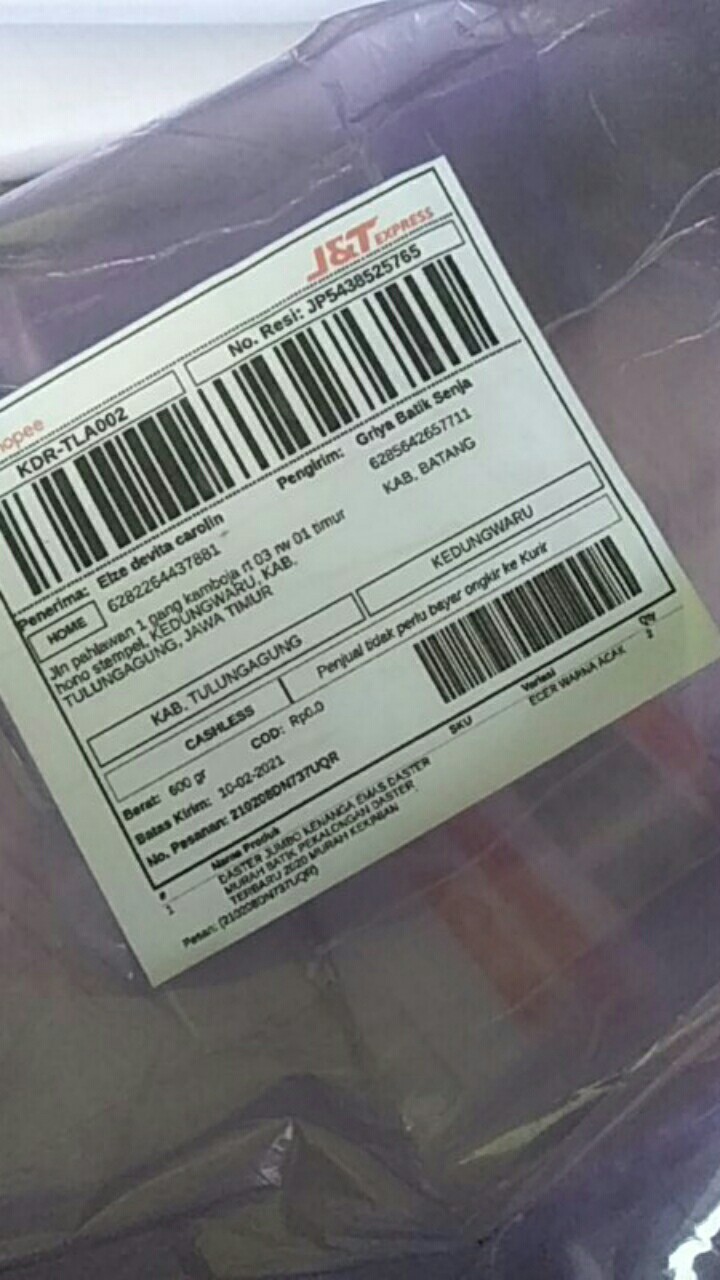 J&T EXPRESS
hopee
No. Resi: JP5438525765
KDR-TLA002
Penerima: Elze devita carolin
Pengirim: Griya Batik Senja
HOME
6282264437881
6285642657711
Jln pahlawan 1 gang kamboja rt 03 rw 01 timur
KAB. BATANG
hono stempel, KEDUNGWARU, KAB.
TULUNGAGUNG, JAWA TIMUR
KAB. TULUNGAGUNG
KEDUNGWARU
CASHLESS
Penjual tidak perlu bayar ongkir ke Kurir
Berat: 600 gr
COD: Rp0.0
Batas Kirim: 10-02-2021
No. Pesanan: 210208DN737UQR
# Nama Produk SKU Variasi Qty
1 DASTER JUMBO KENANGA EMAS DASTER ECER WARNA ACAK 2
MURAH BATIK PEKALONGAN DASTER
TERBARU 2020 MURAH KEKINIAN
Pesan: (210208DN737UQR)